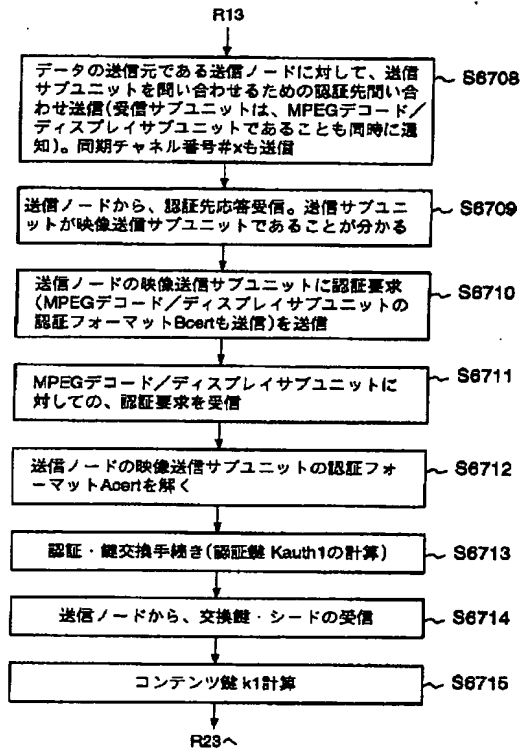 R13
データの送信元である送信ノードに対して、送信
サブユニットを問い合わせるための認証先問い合
わせ送信(受信サブユニットは、MPEGデコード／
ディスプレイサブユニットであることも同時に通
知)。同期チャネル番号#xも送信
S6708
送信ノードから、認証先応答受信。送信サブユニ
ットが映像送信サブユニットであることが分かる
S6709
送信ノードの映像送信サブユニットに認証要求
(MPEGデコード／ディスプレイサブユニットの
認証フォーマットBcertも送信)を送信
S6710
MPEGデコード／ディスプレイサブユニットに
対しての、認証要求を受信
S6711
送信ノードの映像送信サブユニットの認証フォ
ーマットAcertを解く
S6712
認証・鍵交換手続き(認証鍵 Kauth1の計算)
S6713
送信ノードから、交換鍵・シードの受信
S6714
コンテンツ鍵 k1計算
S6715
R23へ